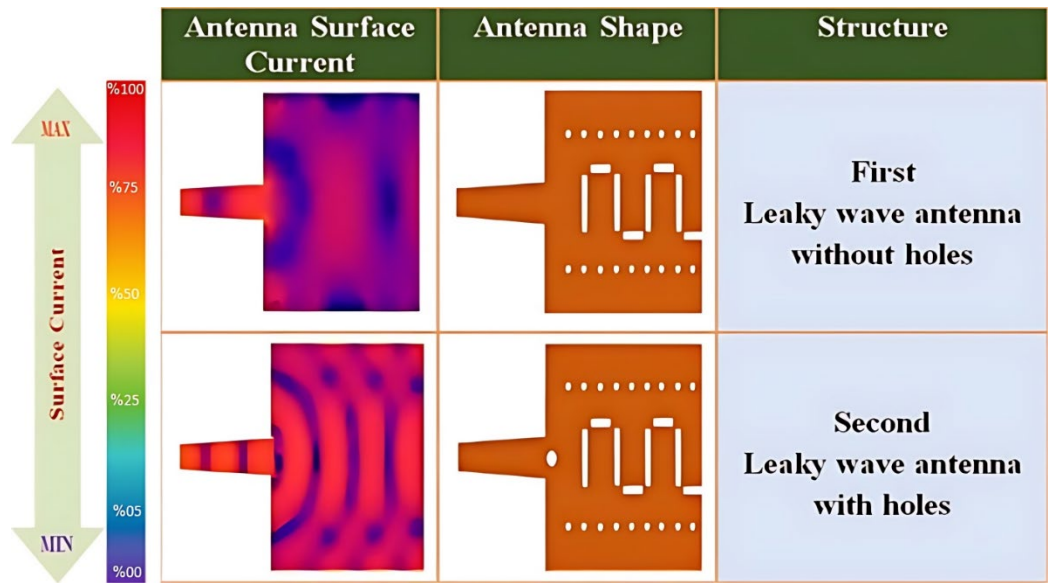 Antenna Surface
Current
Antenna Shape
Structure
%100
MAX
%75
%50
Surface Current
%25
%05
MIN
%00
First
Leaky wave antenna
without holes
Second
Leaky wave antenna
with holes